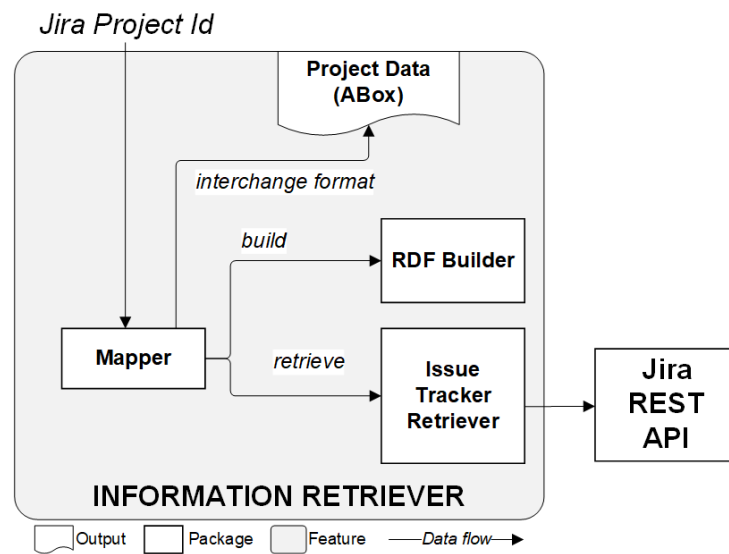 Jira Project Id
Project Data
(ABox)
interchange format
build
RDF Builder
Mapper
retrieve
Issue
Tracker
Retriever
Jira
REST
API
INFORMATION RETRIEVER
Output
Package
Feature
Data flow